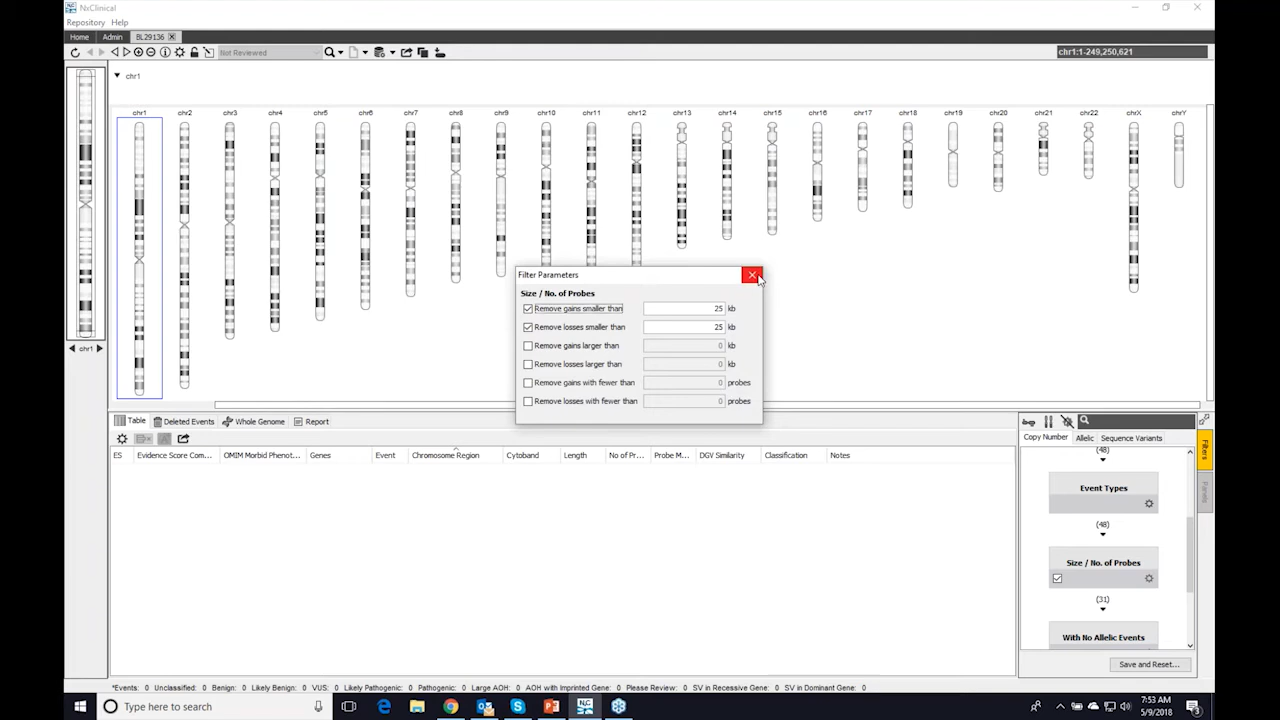 NxClinical
Repository Help
Home Admin BL29136
Not Reviewed
chr1:1-249,250,621
chr1
chr1 chr2 chr3 chr4 chr5 chr6 chr7 chr8 chr9 chr10 chr11 chr12 chr13 chr14 chr15 chr16 chr17 chr18 chr19 chr20 chr21 chr22 chrX chrY
chr1
Filter Parameters
Size / No. of Probes
Remove gains smaller than 25 kb
Remove losses smaller than 25 kb
Remove gains larger than 0 kb
Remove losses larger than 0 kb
Remove gains with fewer than 0 probes
Remove losses with fewer than 0 probes
Table Deleted Events Whole Genome Report
ES Evidence Score Com... OMIM Morbid Phenot... Genes Event Chromosome Region Cytoband Length No of Pr... Probe M... DGV Similarity Classification Notes
Copy Number Allelic Sequence Variants
Filters
Panels
(48)
Event Types
(48)
Size / No. of Probes
(31)
With No Allelic Events
Save and Reset...
*Events: 0 Unclassified: 0 Benign: 0 Likely Benign: 0 VUS: 0 Likely Pathogenic: 0 Pathogenic: 0 Large AOH: 0 AOH with Imprinted Gene: 0 Please Review: 0 SV in Recessive Gene: 0 SV in Dominant Gene: 0
Type here to search
7:53 AM
5/9/2018